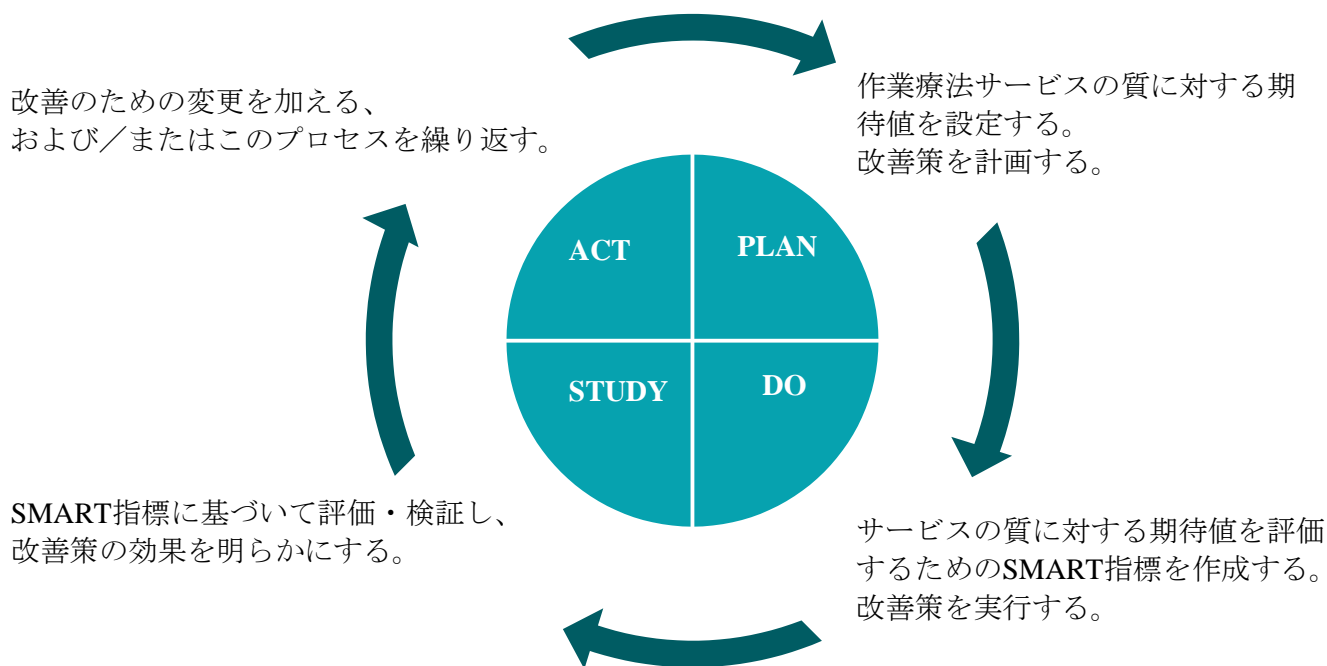 改善のための変更を加える、
および／またはこのプロセスを繰り返す。
作業療法サービスの質に対する期
待値を設定する。
改善策を計画する。
ACT
PLAN
STUDY
DO
SMART指標に基づいて評価・検証し、
改善策の効果を明らかにする。
サービスの質に対する期待値を評価
するためのSMART指標を作成する。
改善策を実行する。